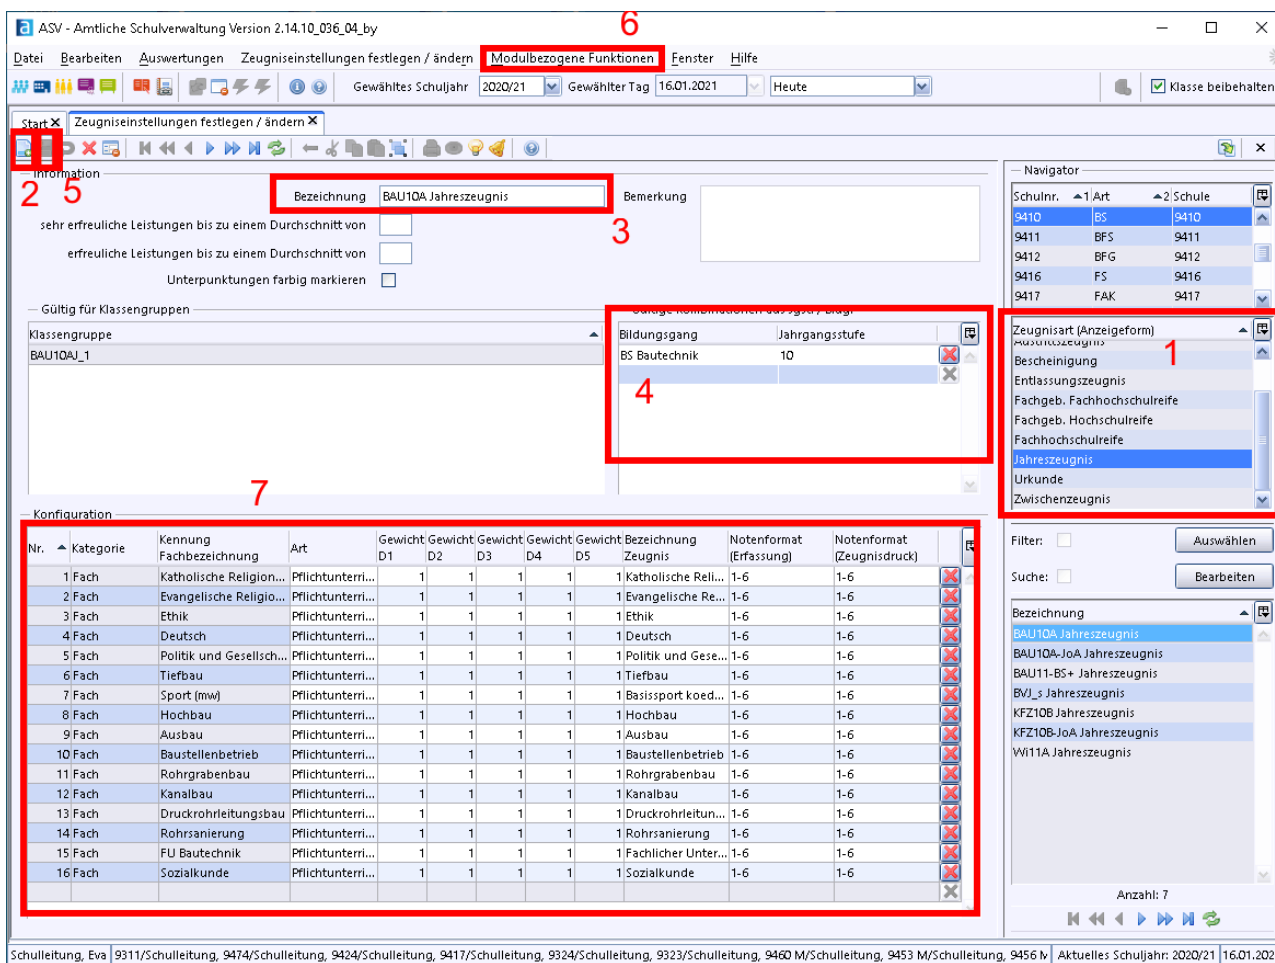 ASV - Amtliche Schulverwaltung Version 2.14.10_036_04_by
6
Datei Bearbeiten Auswertungen Zeugniseinstellungen festlegen / ändern Modulbezogene Funktionen Fenster Hilfe
Gewähltes Schuljahr 2020/21 Gewählter Tag 16.01.2021 Heute Klasse beibehalten
Start Zeugniseinstellungen festlegen / ändern
Information
2 5
Bezeichnung BAU10A Jahreszeugnis
3
Bemerkung
sehr erfreuliche Leistungen bis zu einem Durchschnitt von
erfreuliche Leistungen bis zu einem Durchschnitt von
Unterpunktungen farbig markieren
Gültig für Klassengruppen
Klassengruppe
BAU10AJ_1
Gültige Kombinationen aus Jgst. / Bildg.
Bildungsgang Jahrgangsstufe
BS Bautechnik 10
4
7
Konfiguration
Nr. Kategorie Kennung Fachbezeichnung Art Gewicht D1 Gewicht D2 Gewicht D3 Gewicht D4 Gewicht D5 Bezeichnung Zeugnis Notenformat (Erfassung) Notenformat (Zeugnisdruck)
1 Fach Katholische Religion... Pflichtunterri... 1 1 1 1 1 Katholische Reli... 1-6 1-6
2 Fach Evangelische Religio... Pflichtunterri... 1 1 1 1 1 Evangelische Re... 1-6 1-6
3 Fach Ethik Pflichtunterri... 1 1 1 1 1 Ethik 1-6 1-6
4 Fach Deutsch Pflichtunterri... 1 1 1 1 1 Deutsch 1-6 1-6
5 Fach Politik und Gesellsch... Pflichtunterri... 1 1 1 1 1 Politik und Gese... 1-6 1-6
6 Fach Tiefbau Pflichtunterri... 1 1 1 1 1 Tiefbau 1-6 1-6
7 Fach Sport (mw) Pflichtunterri... 1 1 1 1 1 Basissport koed... 1-6 1-6
8 Fach Hochbau Pflichtunterri... 1 1 1 1 1 Hochbau 1-6 1-6
9 Fach Ausbau Pflichtunterri... 1 1 1 1 1 Ausbau 1-6 1-6
10 Fach Baustellenbetrieb Pflichtunterri... 1 1 1 1 1 Baustellenbetrieb 1-6 1-6
11 Fach Rohrgrabenbau Pflichtunterri... 1 1 1 1 1 Rohrgrabenbau 1-6 1-6
12 Fach Kanalbau Pflichtunterri... 1 1 1 1 1 Kanalbau 1-6 1-6
13 Fach Druckrohrleitungsbau Pflichtunterri... 1 1 1 1 1 Druckrohrleitun... 1-6 1-6
14 Fach Rohrsanierung Pflichtunterri... 1 1 1 1 1 Rohrsanierung 1-6 1-6
15 Fach FU Bautechnik Pflichtunterri... 1 1 1 1 1 Fachlicher Unter... 1-6 1-6
16 Fach Sozialkunde Pflichtunterri... 1 1 1 1 1 Sozialkunde 1-6 1-6
Navigator
Schulnr. 1 Art 2 Schule
9410 BS 9410
9411 BFS 9411
9412 BFG 9412
9416 FS 9416
9417 FAK 9417
Zeugnisart (Anzeigeform)
1
Austrittszeugnis
Bescheinigung
Entlassungszeugnis
Fachgeb. Fachhochschulreife
Fachgeb. Hochschulreife
Fachhochschulreife
Jahreszeugnis
Urkunde
Zwischenzeugnis
Filter: Auswählen
Suche: Bearbeiten
Bezeichnung
BAU10A Jahreszeugnis
BAU10A-JoA Jahreszeugnis
BAU11-BS+ Jahreszeugnis
BVJ_s Jahreszeugnis
KFZ10B Jahreszeugnis
KFZ10B-JoA Jahreszeugnis
Wi11A Jahreszeugnis
Anzahl: 7
Schulleitung, Eva 9311/Schulleitung, 9474/Schulleitung, 9424/Schulleitung, 9417/Schulleitung, 9324/Schulleitung, 9323/Schulleitung, 9460 M/Schulleitung, 9453 M/Schulleitung, 9456 M Aktuelles Schuljahr: 2020/21 16.01.202